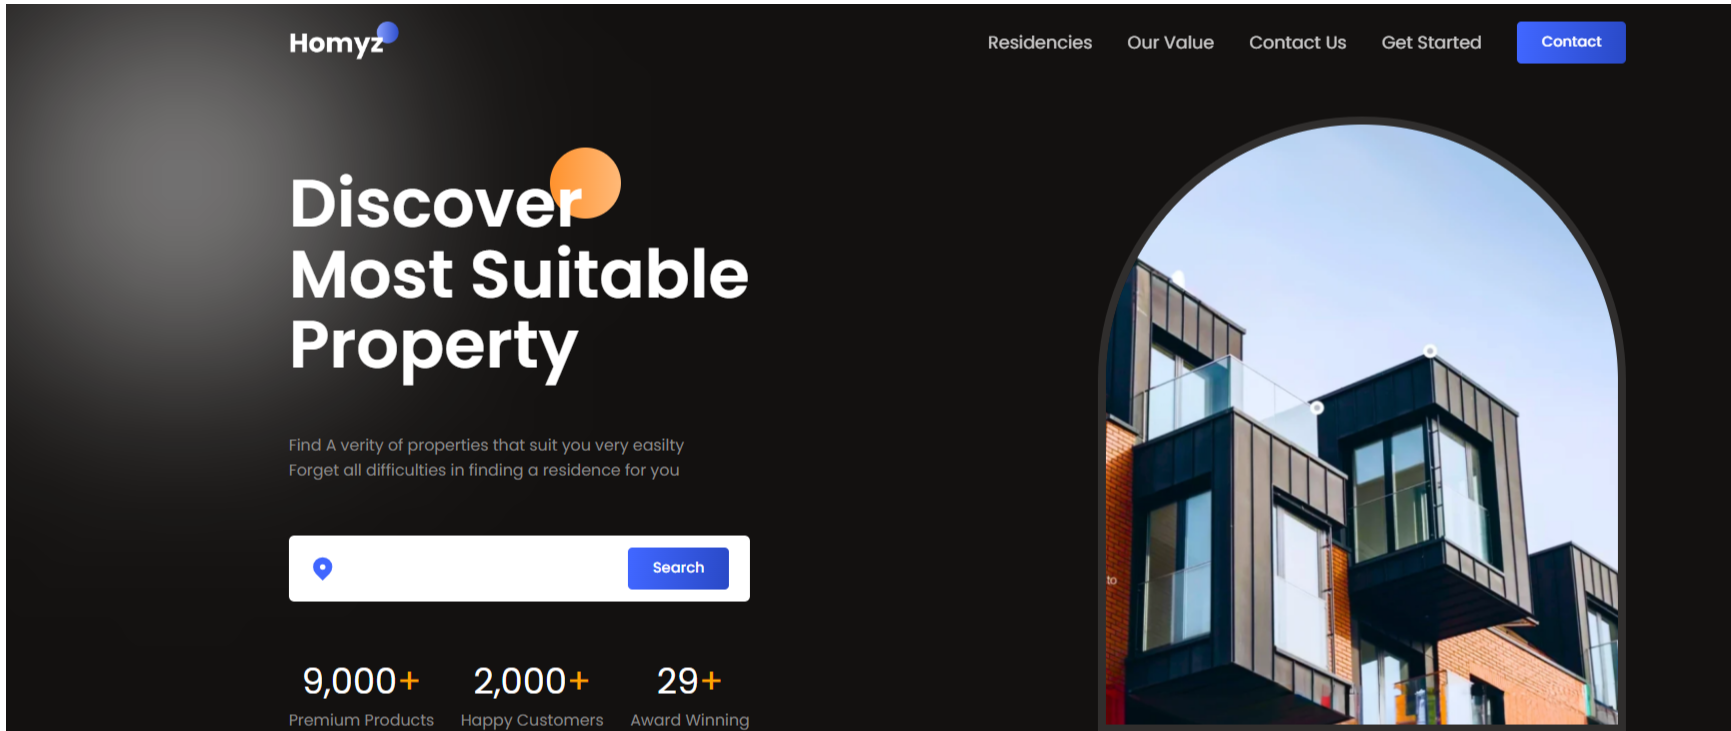 Homyz
Residencies Our Value Contact Us Get Started Contact
Discover
Most Suitable
Property
Find A verity of properties that suit you very easilty
Forget all difficulties in finding a residence for you
Search
9,000+ 2,000+ 29+
Premium Products Happy Customers Award Winning
to